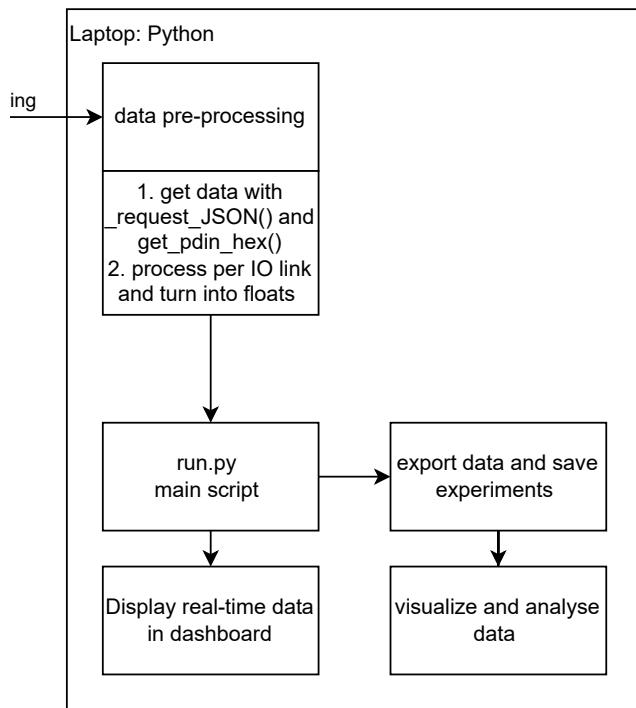 Laptop: Python
ing
data pre-processing
1. get data with
_request_JSON() and
get_pdin_hex()
2. process per IO link
and turn into floats
run.py
main script
export data and save
experiments
Display real-time data
in dashboard
visualize and analyse
data